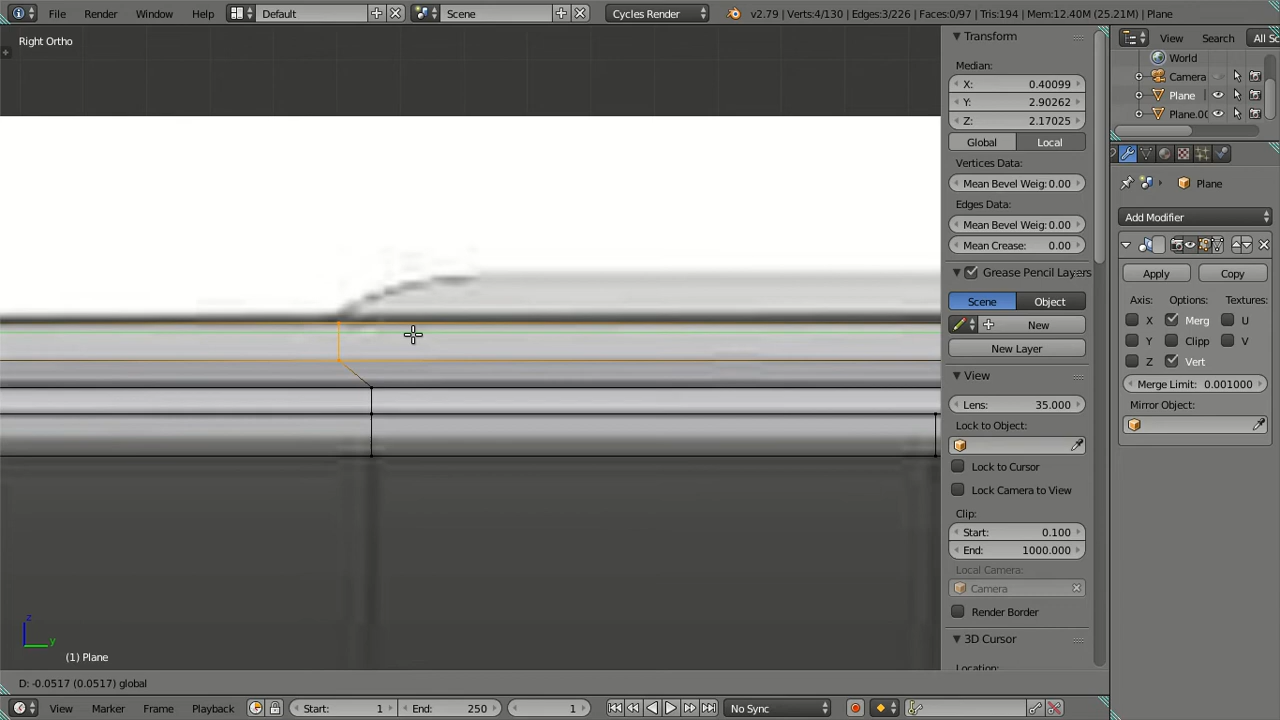 File Render Window Help Default Scene Cycles Render v2.79 | Verts:4/130 | Edges:3/226 | Faces:0/97 | Tris:194 | Mem:12.40M (25.21M) | Plane
Right Ortho
Transform
Median:
X: 0.40099
Y: 2.90262
Z: 2.17025
Global Local
Vertices Data:
Mean Bevel Weig: 0.00
Edges Data:
Mean Bevel Weig: 0.00
Mean Crease: 0.00
Grease Pencil Layers
Scene Object
New
New Layer
View
Lens: 35.000
Lock to Object:
Lock to Cursor
Lock Camera to View
Clip:
Start: 0.100
End: 1000.000
Local Camera:
Camera
Render Border
3D Cursor
Location:
View Search All Sc
World
Camera
Plane
Plane.00
Plane
Add Modifier
Apply Copy
Axis: Options: Textures:
X Merg U
Y Clipp V
Z Vert
Merge Limit: 0.001000
Mirror Object:
z
y
(1) Plane
D: -0.0517 (0.0517) global
View Marker Frame Playback Start: 1 End: 250 1 No Sync